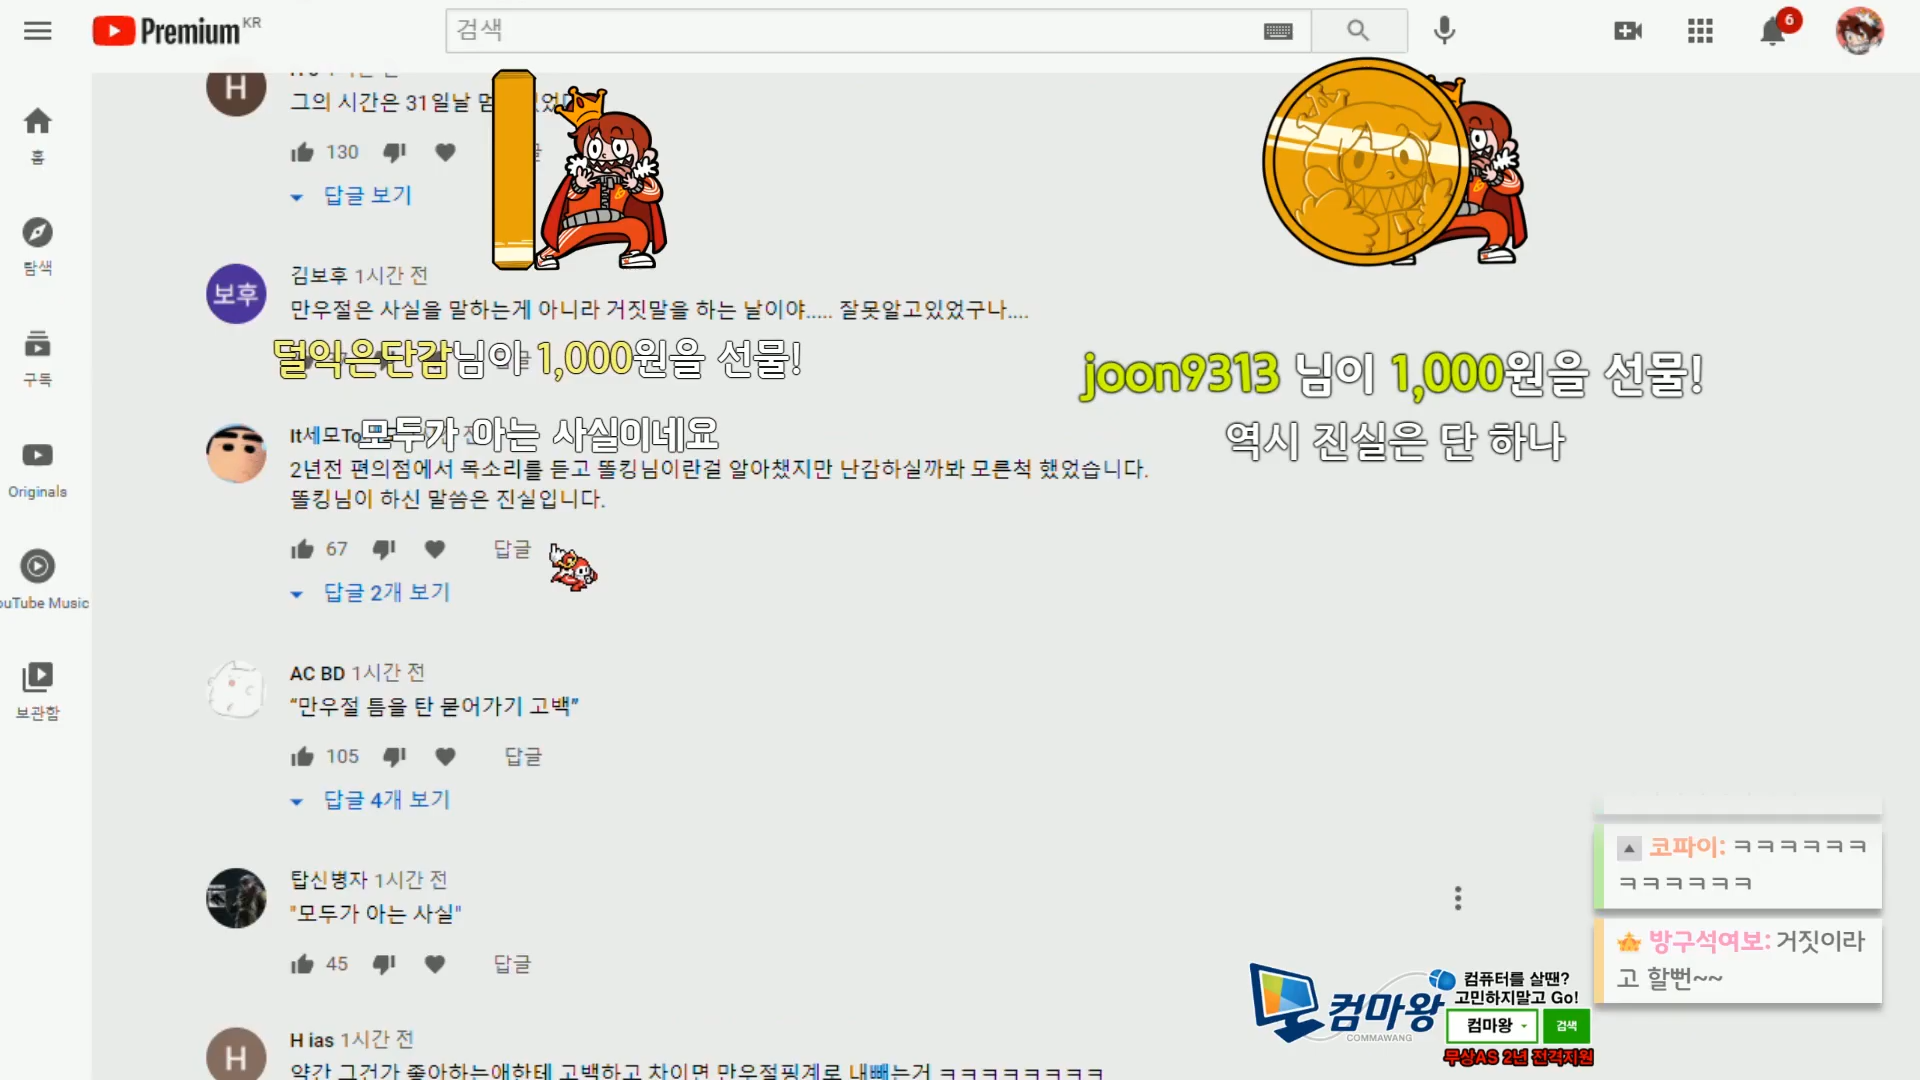 Premium KR
검색
6
홈
탐색
구독
Originals
YouTube Music
보관함
H
그의 시간은 31일날
130
답글 보기
보후
김보후 1시간 전
만우절은 사실을 말하는게 아니라 거짓말을 하는 날이야..... 잘못알고있었구나....
덜익은단감님이 1,000원을 선물!
모두가 아는 사실이네요
joon9313 님이 1,000원을 선물!
역시 진실은 단 하나
It세모
2년전 편의점에서 목소리를 듣고 똘킹님이란걸 알아챘지만 난감하실까봐 모른척 했었습니다.
똘킹님이 하신 말씀은 진실입니다.
67 답글
답글 2개 보기
AC BD 1시간 전
“만우절 틈을 탄 묻어가기 고백”
105 답글
답글 4개 보기
탑신병자 1시간 전
"모두가 아는 사실"
45 답글
H
H ias 1시간 전
약간 그건가 좋아하는애한테 고백하고 차이면 만우절핑계로 내빼는거 ㅋㅋㅋㅋㅋㅋㅋㅋ
코파이: ㅋㅋㅋㅋㅋㅋ
ㅋㅋㅋㅋㅋㅋ
방구석여보: 거짓이라
고 할뻔~~
컴마왕
COMMAWANG
컴퓨터를 살땐?
고민하지말고 Go!
컴마왕 검색
무상AS 2년 전격지원